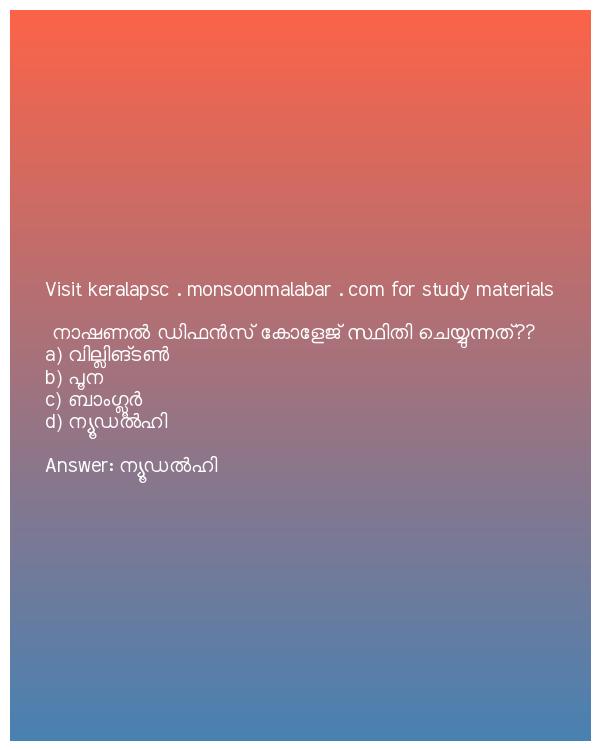 Visit keralapsc . monsoonmalabar . com for study materials
നാഷണൽ ഡിഫൻസ് കോളേജ് സ്ഥിതി ചെയ്യുന്നത്??
a) വില്ലിങ്ടൺ
b) പൂന
c) ബാംഗ്ലൂർ
d) ന്യൂഡൽഹി
Answer: ന്യൂഡൽഹി